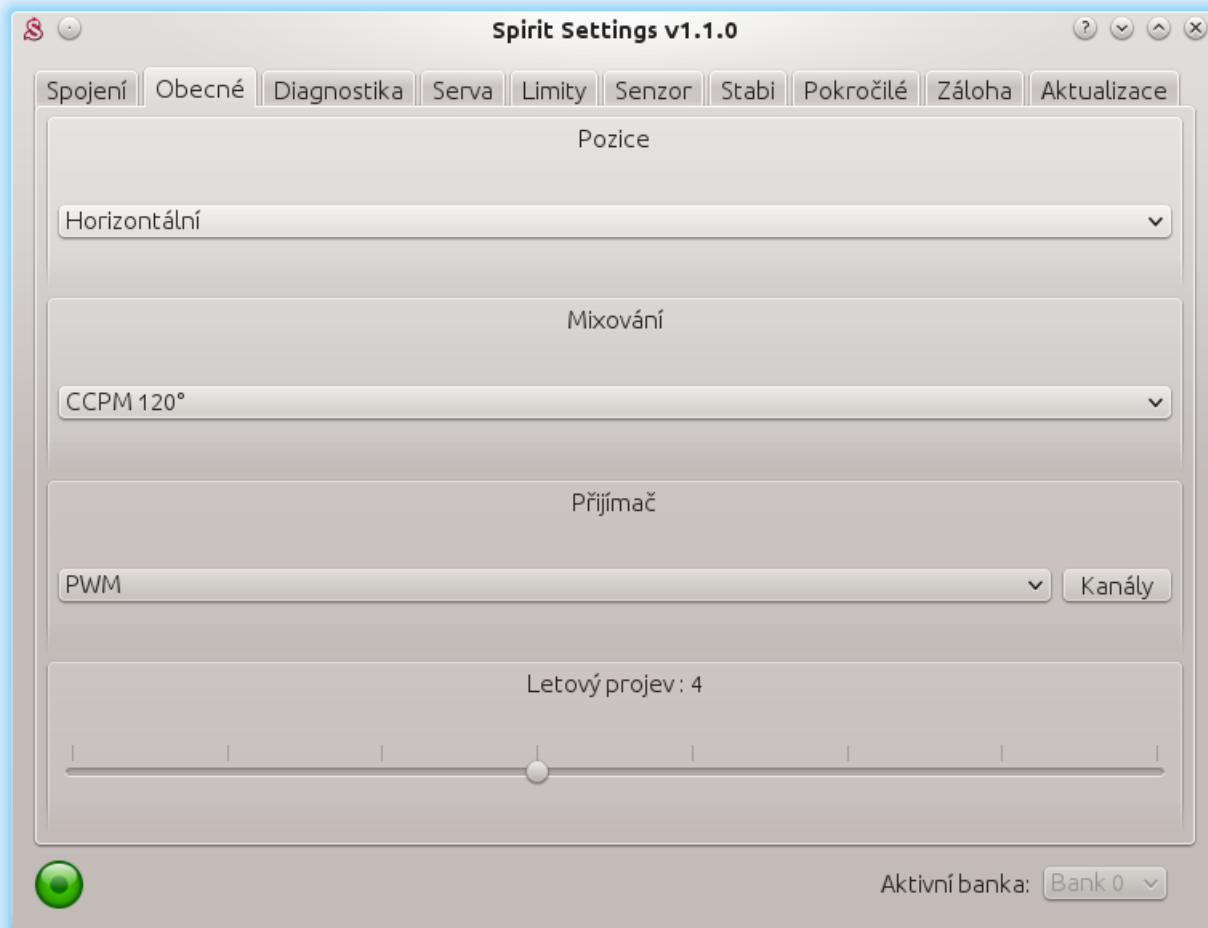 Spirit Settings v1.1.0
Spojení Obecné Diagnostika Serva Limity Senzor Stabi Pokročilé Záloha Aktualizace
Pozice
Horizontální
Mixování
CCPM 120°
Přijímač
PWM Kanály
Letový projev : 4
Aktivní banka: Bank 0